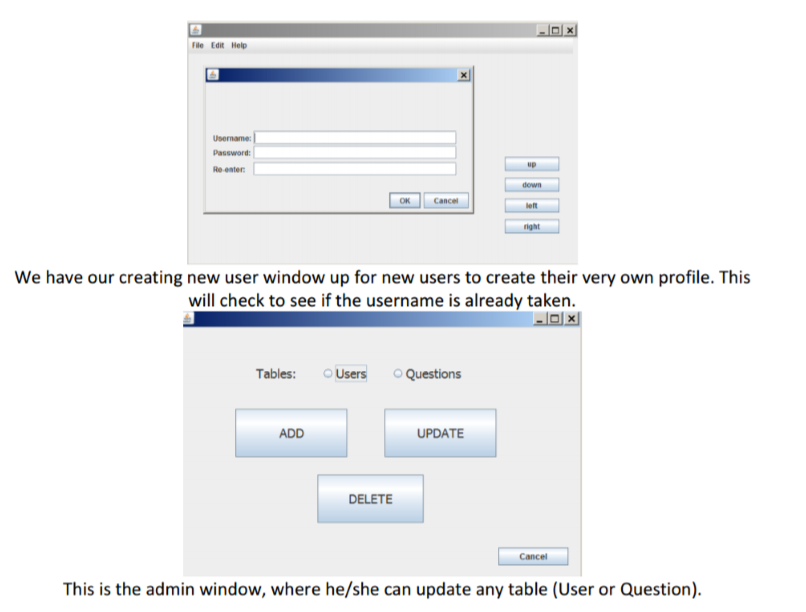 File Edit Help
Username:
Password:
Re-enter:
OK Cancel
up
down
left
right
We have our creating new user window up for new users to create their very own profile. This
will check to see if the username is already taken.
Tables: Users Questions
ADD UPDATE
DELETE
Cancel
This is the admin window, where he/she can update any table (User or Question).